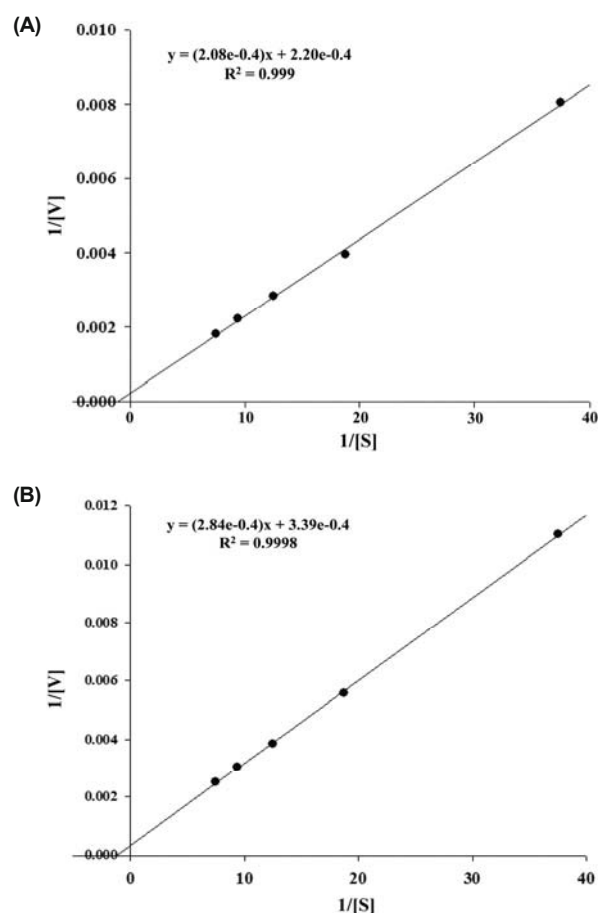 (A)
0.010
y = (2.08e-0.4)x + 2.20e-0.4
R² = 0.999
0.008
0.006
1/[V]
0.004
0.002
0.000
0 10 20 30 40
1/[S]
(B)
0.012
y = (2.84e-0.4)x + 3.39e-0.4
R² = 0.9998
0.010
0.008
1/[V]
0.006
0.004
0.002
0.000
0 10 20 30 40
1/[S]